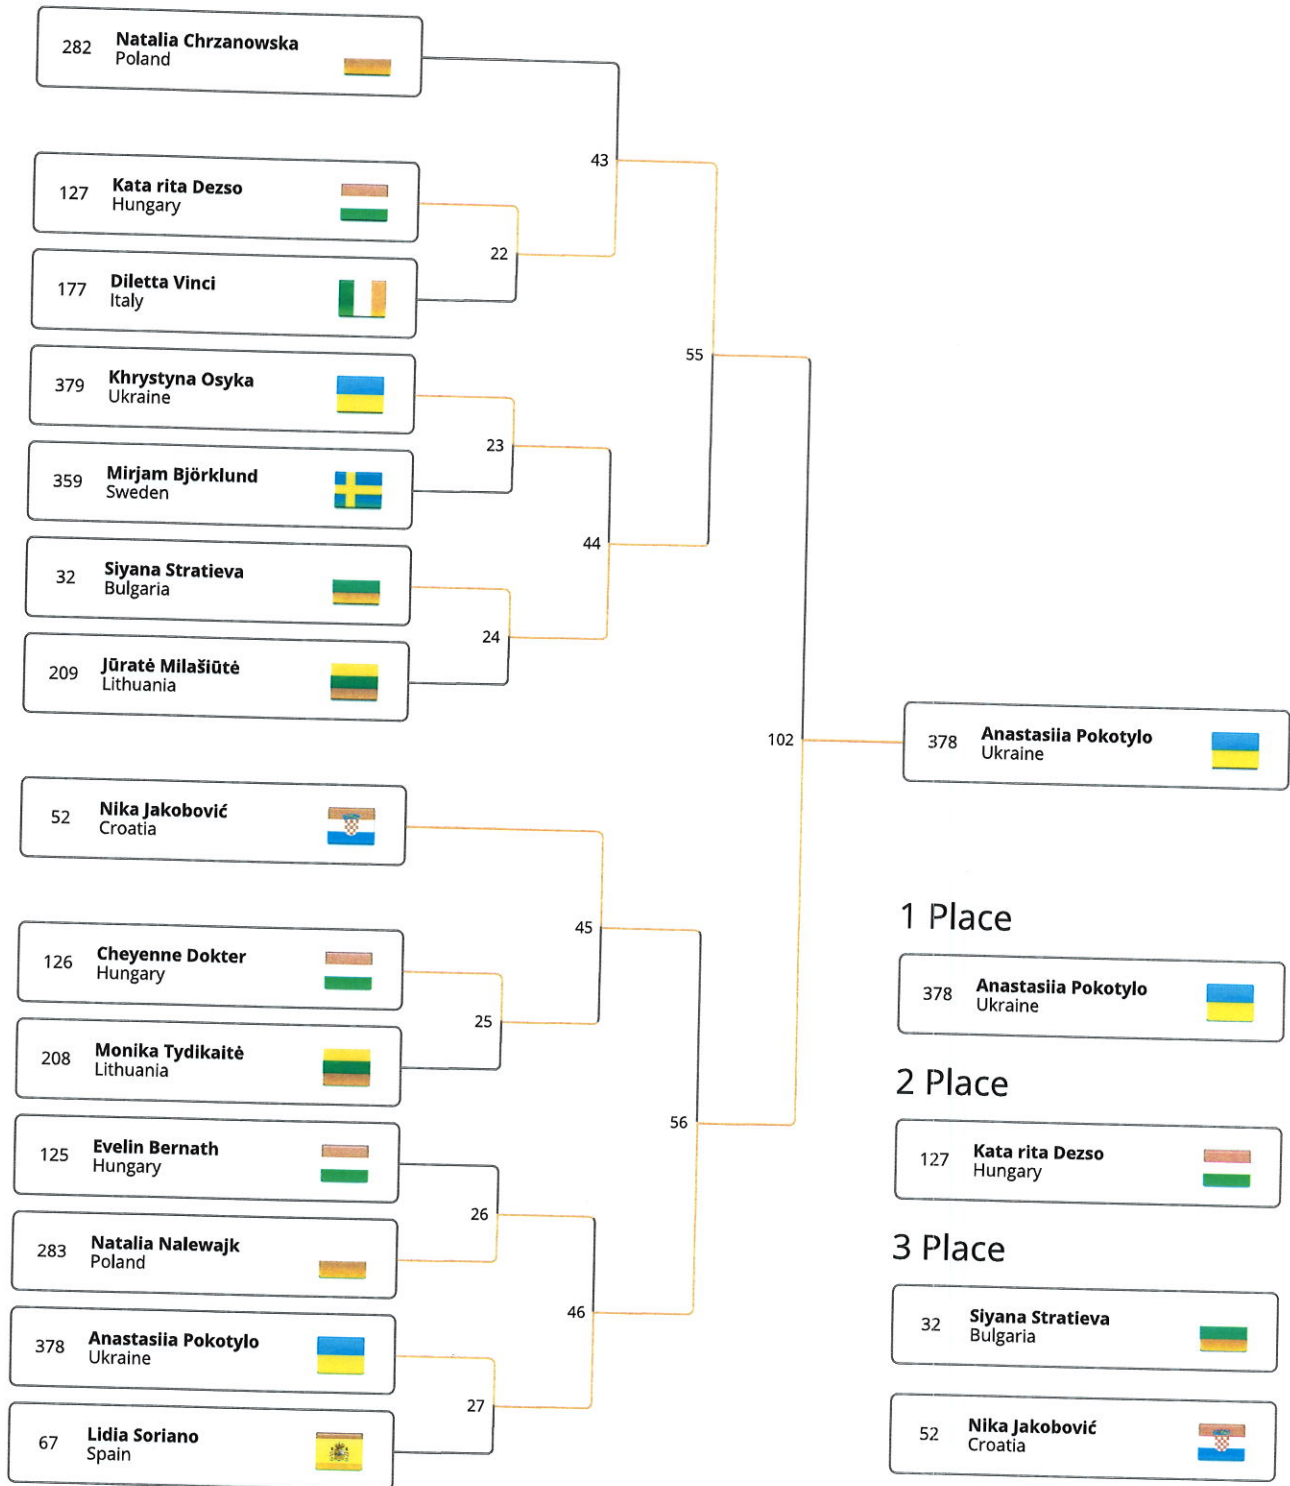 282 Natalia Chrzanowska
Poland
43
127 Kata rita Dezso
Hungary
22
177 Diletta Vinci
Italy
55
379 Khrystyna Osyka
Ukraine
23
359 Mirjam Björklund
Sweden
44
32 Siyana Stratieva
Bulgaria
24
209 Jūratė Milašiūtė
Lithuania
102
378 Anastasiia Pokotylo
Ukraine
52 Nika Jakobović
Croatia
45
126 Cheyenne Dokter
Hungary
25
208 Monika Tydikaitė
Lithuania
56
125 Evelin Bernath
Hungary
26
283 Natalia Nalewajk
Poland
46
378 Anastasiia Pokotylo
Ukraine
27
67 Lidia Soriano
Spain
1 Place
378 Anastasiia Pokotylo
Ukraine
2 Place
127 Kata rita Dezso
Hungary
3 Place
32 Siyana Stratieva
Bulgaria
52 Nika Jakobović
Croatia